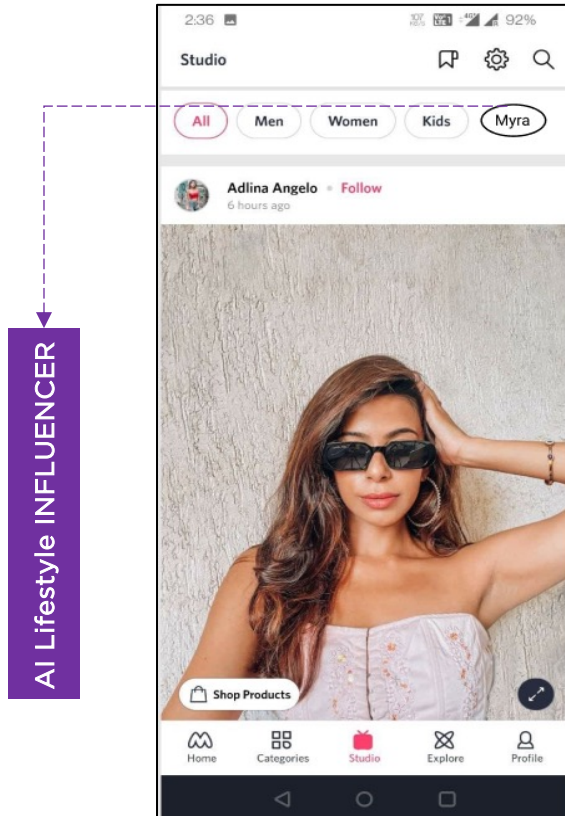 2:36
92%
Studio
All
Men
Women
Kids
Myra
Adlina Angelo • Follow
6 hours ago
AI Lifestyle INFLUENCER
Shop Products
Home
Categories
Studio
Explore
Profile